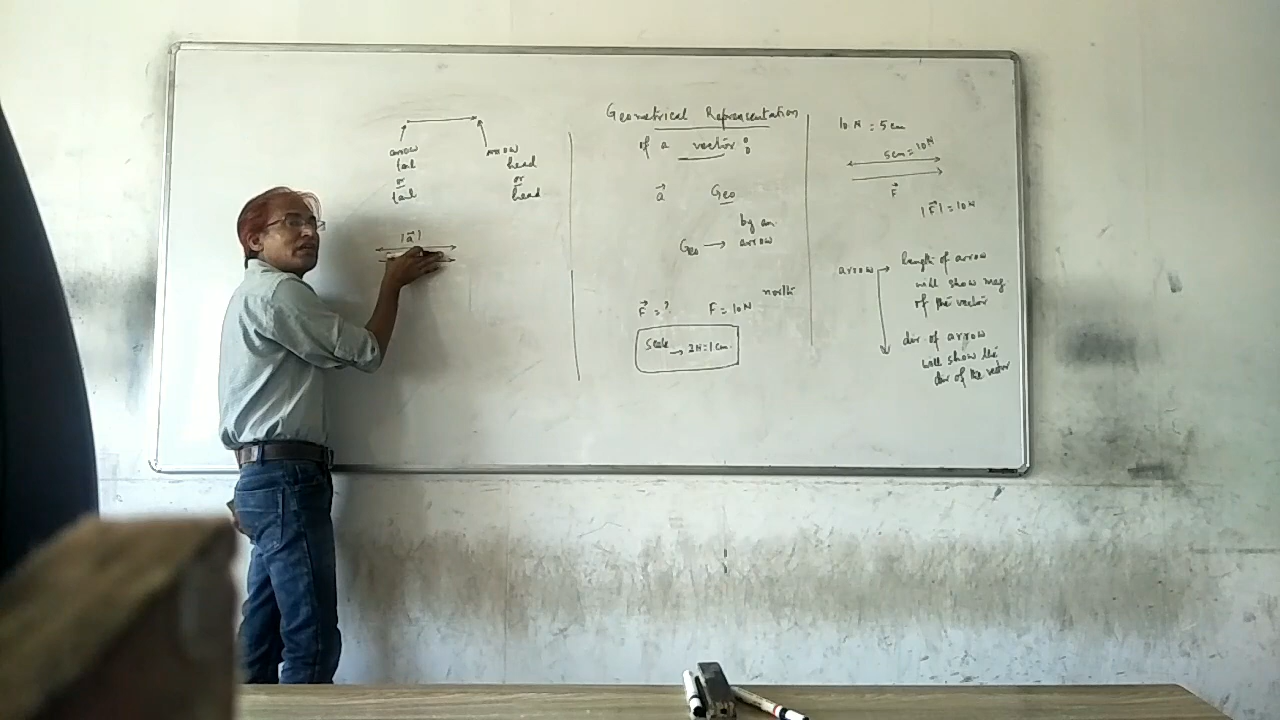 arrow
tail
or
tail
arrow
head
or
head
|a⃗|
Geometrical Representation
of a vector :
a⃗ Geo
by an
Geo → arrow
F⃗ = ? F = 10N north
Scale → 2N = 1cm
10 N = 5 cm
5cm = 10N
F⃗
|F⃗| = 10N
arrow → length of arrow
will show mag
of the vector
dir. of arrow
will show the
dir of the vector